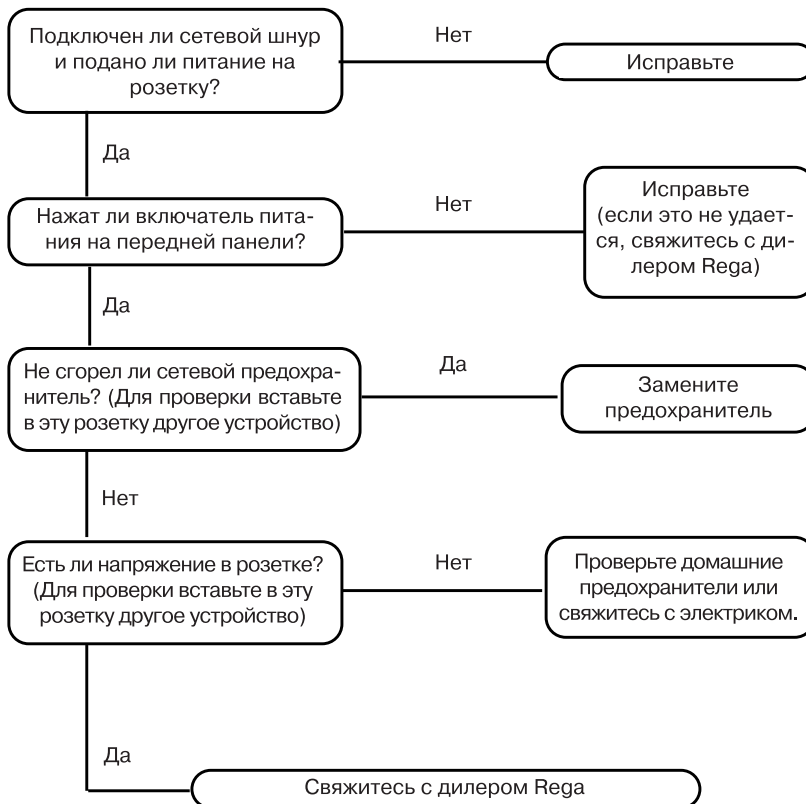 Подключен ли сетевой шнур
и подано ли питание на
розетку?
Нет
Исправьте
Да
Нажат ли включатель пита-
ния на передней панели?
Нет
Исправьте
(если это не удает-
ся, свяжитесь с ди-
лером Rega)
Да
Не сгорел ли сетевой предохра-
нитель? (Для проверки вставьте
в эту розетку другое устройство)
Да
Замените
предохранитель
Нет
Есть ли напряжение в розетке?
(Для проверки вставьте в эту
розетку другое устройство)
Нет
Проверьте домашние
предохранители или
свяжитесь с электриком.
Да
Свяжитесь с дилером Rega